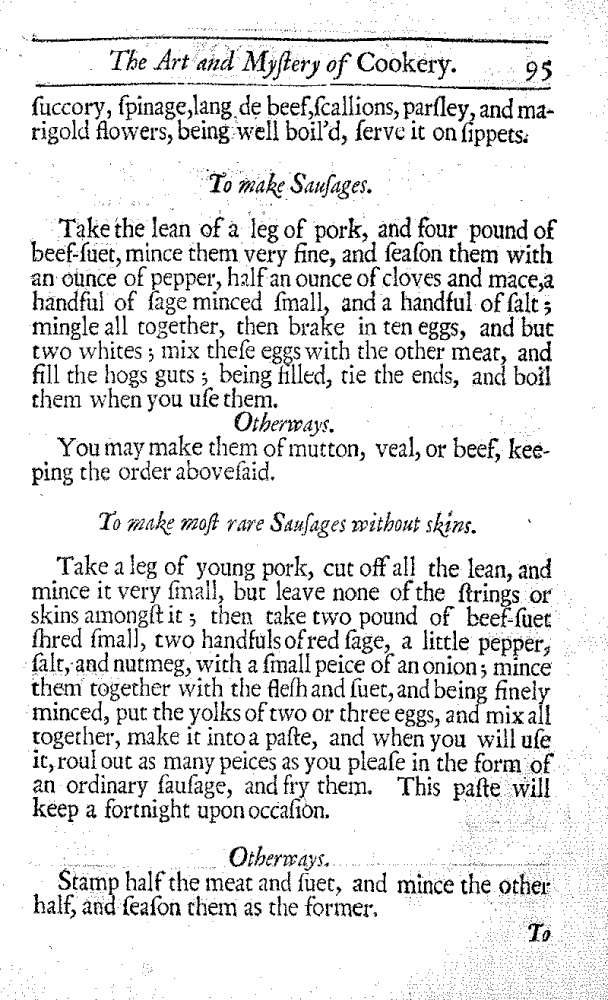 The Art and Myſtery of Cookery. 95
ſuccory, ſpinage,lang de beef,ſcallions, parſley, and ma-
rigold flowers, being well boil'd, ſerve it on ſippets.
To make Sauſages.
Take the lean of a leg of pork, and four pound of
beef-ſuet, mince them very fine, and ſeaſon them with
an ounce of pepper, half an ounce of cloves and mace,a
handful of ſage minced ſmall, and a handful of ſalt;
mingle all together, then brake in ten eggs, and but
two whites; mix theſe eggs with the other meat, and
fill the hogs guts; being filled, tie the ends, and boil
them when you uſe them.
Otherways.
You may make them of mutton, veal, or beef, kee-
ping the order aboveſaid.
To make moſt rare Sauſages without skins.
Take a leg of young pork, cut off all the lean, and
mince it very ſmall, but leave none of the ſtrings or
skins amongſt it; then take two pound of beef-ſuet
ſhred ſmall, two handfuls of red ſage, a little pepper,
ſalt, and nutmeg, with a ſmall peice of an onion; mince
them together with the fleſh and ſuet, and being finely
minced, put the yolks of two or three eggs, and mix all
together, make it into a paſte, and when you will uſe
it, roul out as many peices as you pleaſe in the form of
an ordinary ſauſage, and fry them. This paſte will
keep a fortnight upon occaſion.
Otherways.
Stamp half the meat and ſuet, and mince the other
half, and ſeaſon them as the former.
To